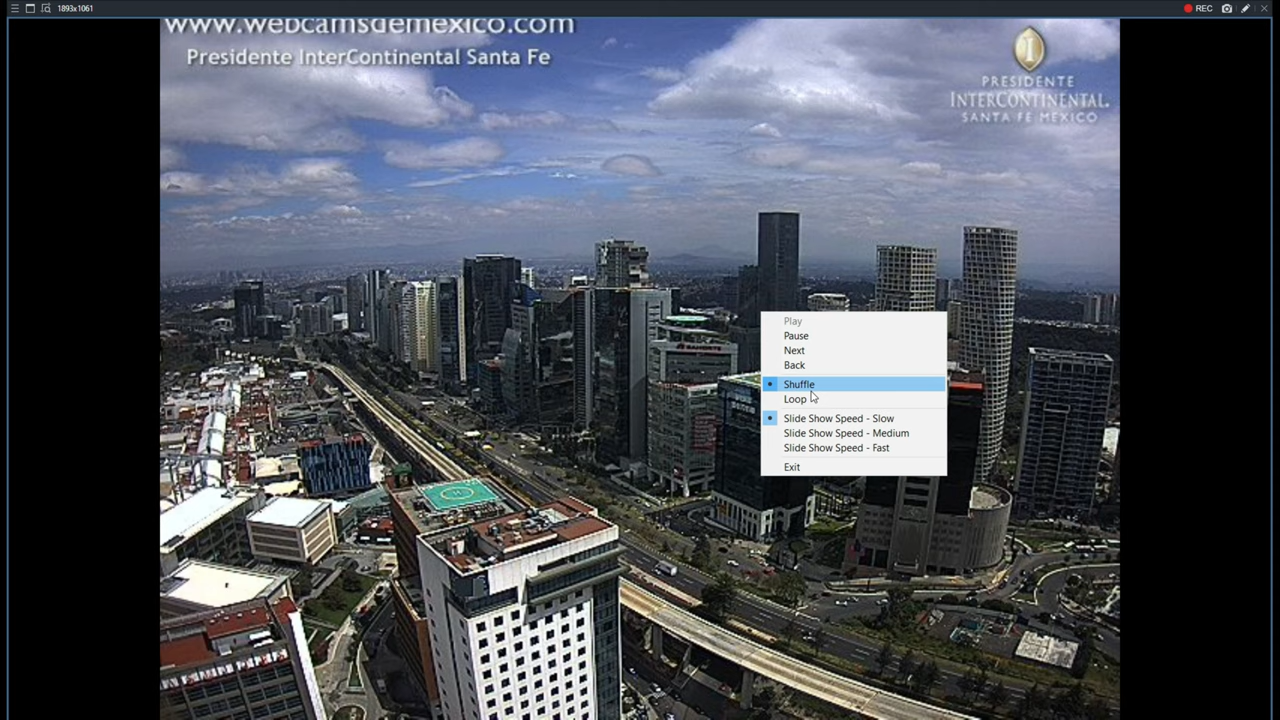 1893x1061
REC
www.webcamsdemexico.com
Presidente InterContinental Santa Fe
PRESIDENTE
INTERCONTINENTAL.
SANTA FE MEXICO
Play
Pause
Next
Back
Shuffle
Loop
Slide Show Speed - Slow
Slide Show Speed - Medium
Slide Show Speed - Fast
Exit